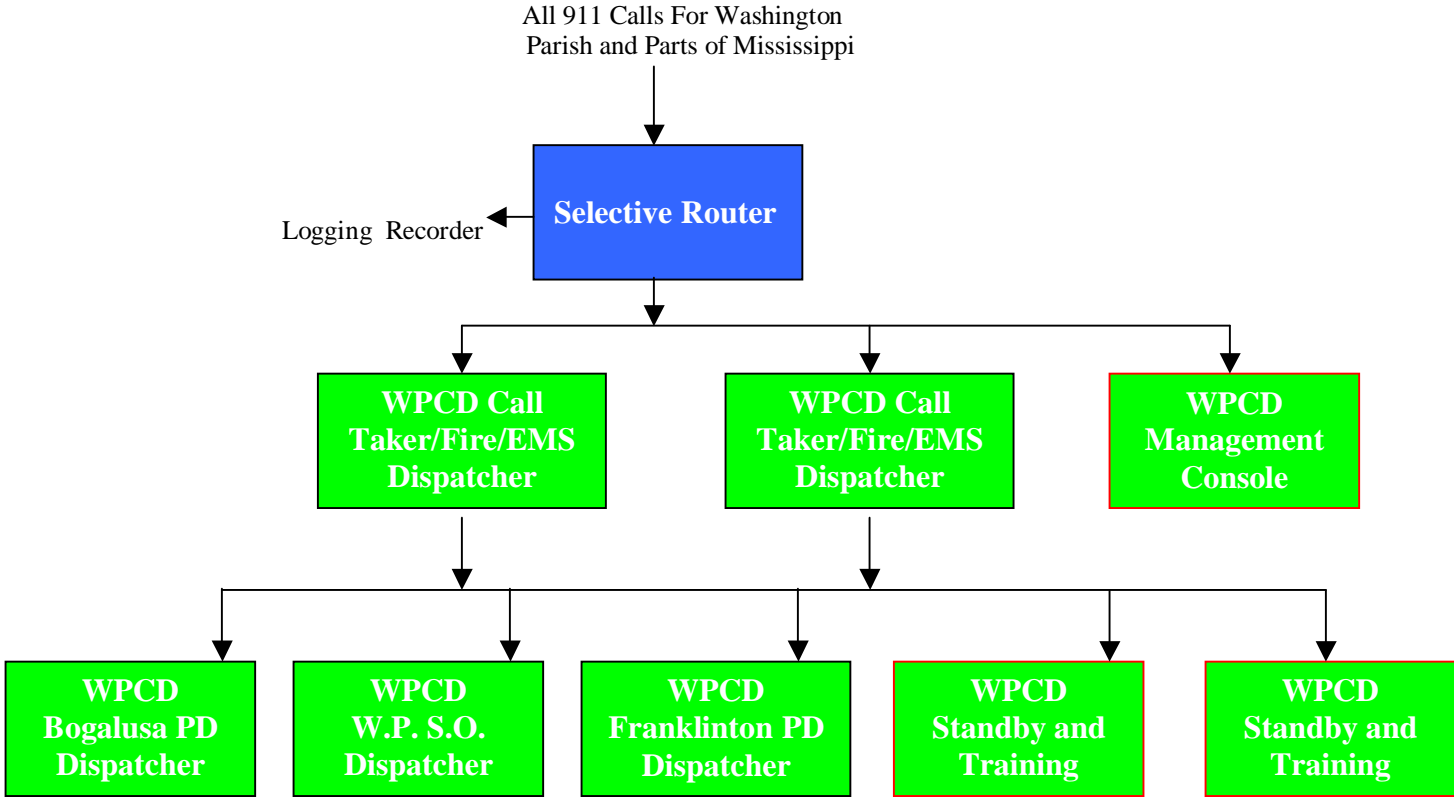 All 911 Calls For Washington
Parish and Parts of Mississippi
Selective Router
Logging Recorder
WPCD Call
Taker/Fire/EMS
Dispatcher
WPCD Call
Taker/Fire/EMS
Dispatcher
WPCD
Management
Console
WPCD
Bogalusa PD
Dispatcher
WPCD
W.P. S.O.
Dispatcher
WPCD
Franklinton PD
Dispatcher
WPCD
Standby and
Training
WPCD
Standby and
Training